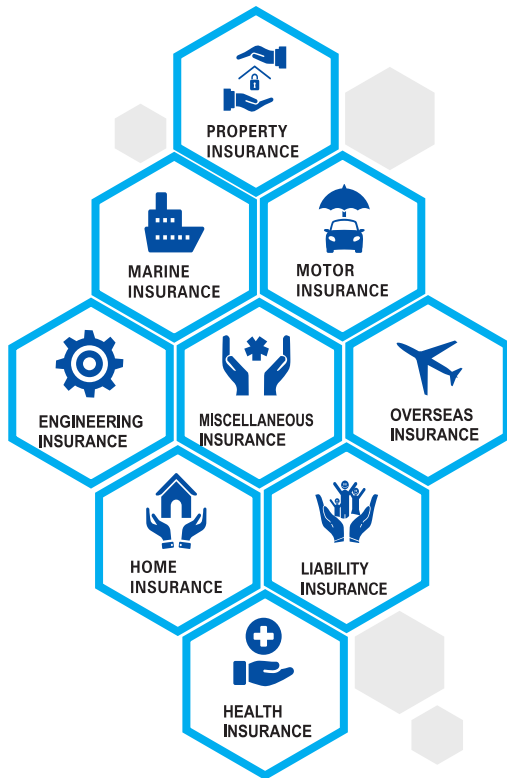 PROPERTY
INSURANCE
MARINE
INSURANCE
MOTOR
INSURANCE
ENGINEERING
INSURANCE
MISCELLANEOUS
INSURANCE
OVERSEAS
INSURANCE
HOME
INSURANCE
LIABILITY
INSURANCE
HEALTH
INSURANCE